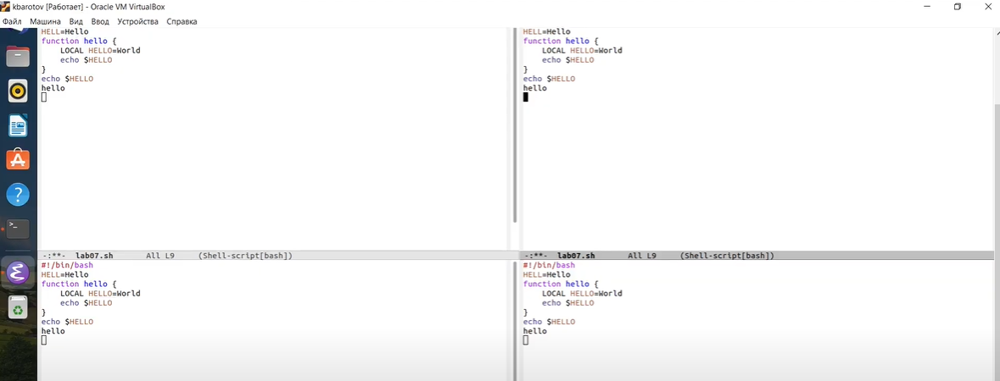 kbarotov [Работает] - Oracle VM VirtualBox
Файл Машина Вид Ввод Устройства Справка
HELL=Hello
function hello {
LOCAL HELLO=World
echo $HELLO
}
echo $HELLO
hello
-:**- lab07.sh All L9 (Shell-script[bash])
HELL=Hello
function hello {
LOCAL HELLO=World
echo $HELLO
}
echo $HELLO
hello
-:**- lab07.sh All L9 (Shell-script[bash])
#!/bin/bash
HELL=Hello
function hello {
LOCAL HELLO=World
echo $HELLO
}
echo $HELLO
hello
#!/bin/bash
HELL=Hello
function hello {
LOCAL HELLO=World
echo $HELLO
}
echo $HELLO
hello